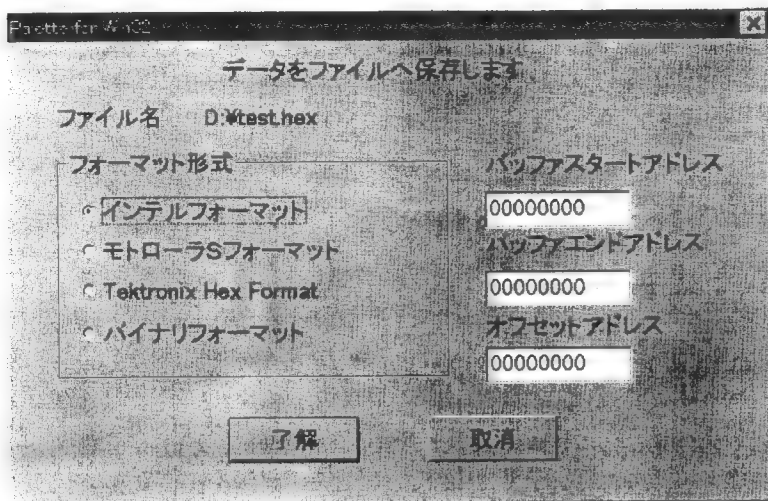 Palette for Win32
データをファイルへ保存します
ファイル名 D:¥test.hex
フォーマット形式
インテルフォーマット
モトローラSフォーマット
Tektronix Hex Format
バイナリフォーマット
バッファスタートアドレス
00000000
バッファエンドアドレス
00000000
オフセットアドレス
00000000
了解
取消